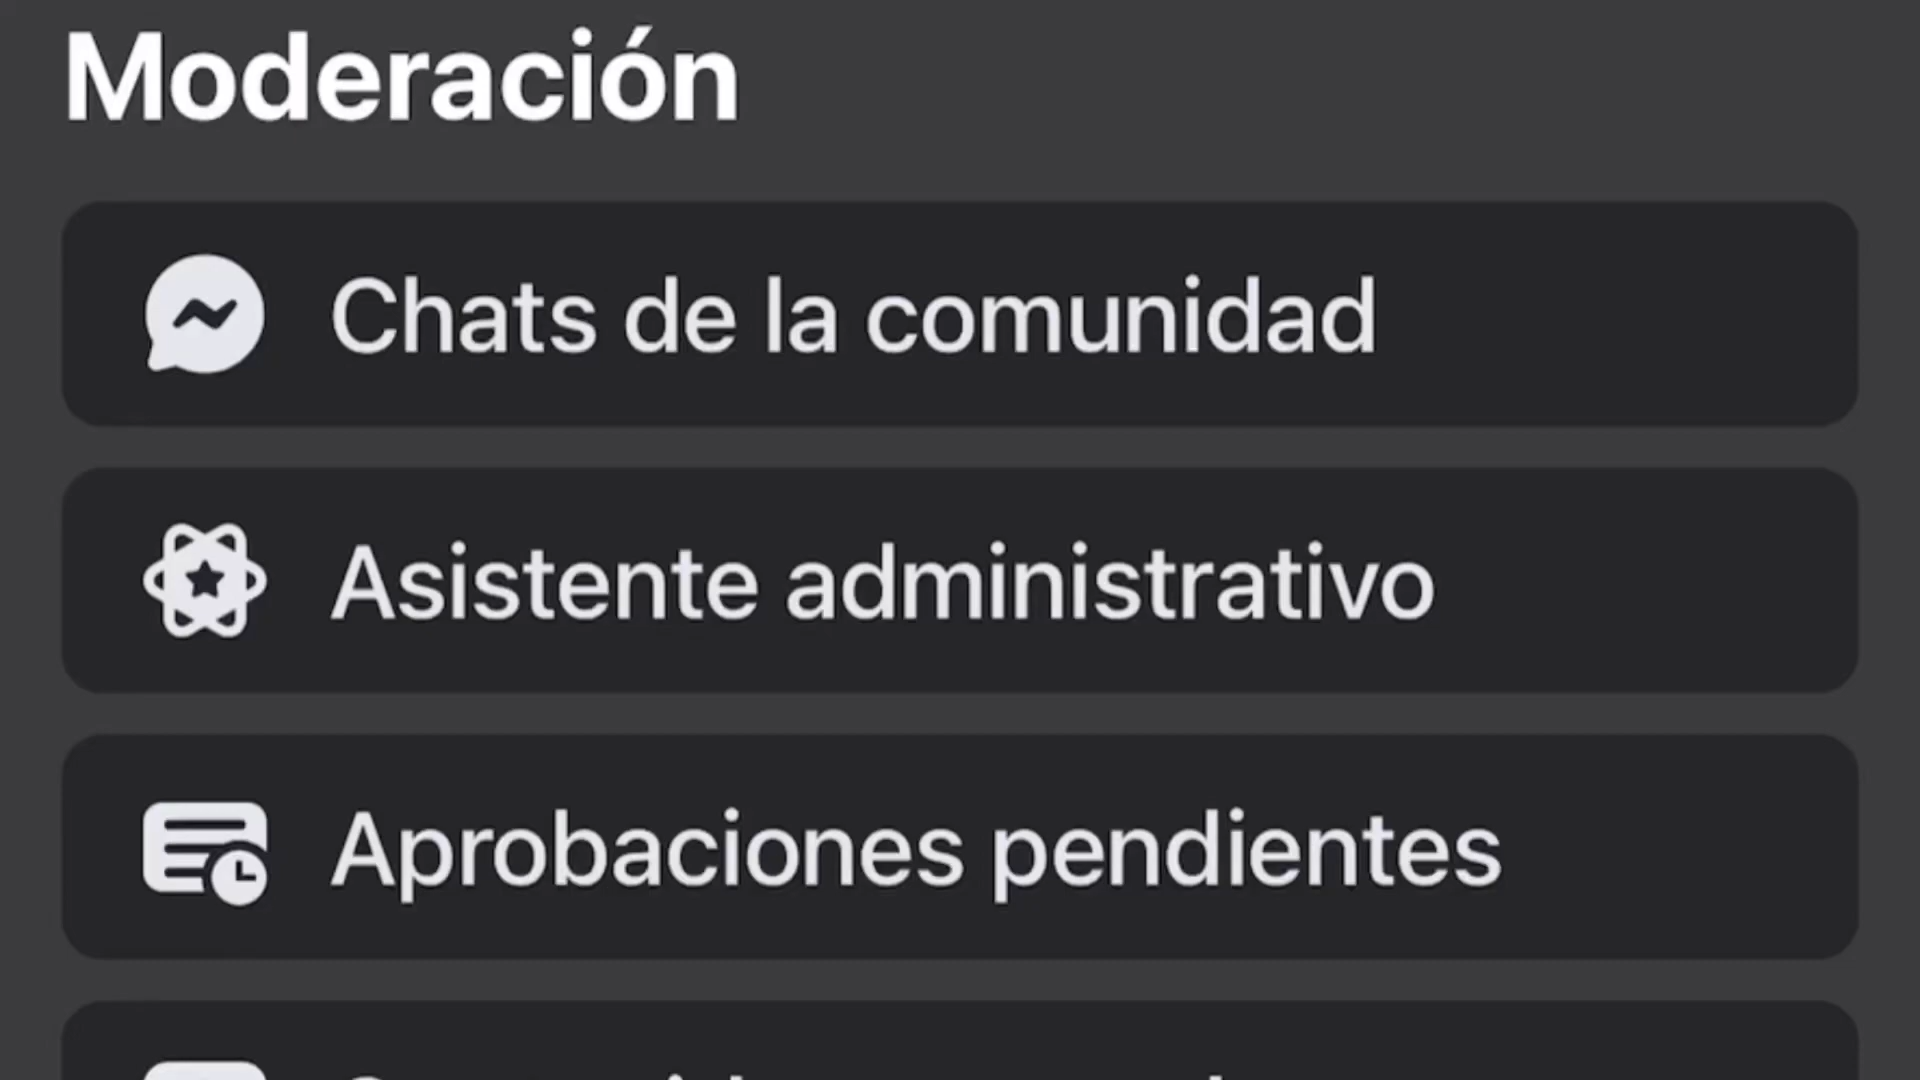 Moderación
Chats de la comunidad
Asistente administrativo
Aprobaciones pendientes